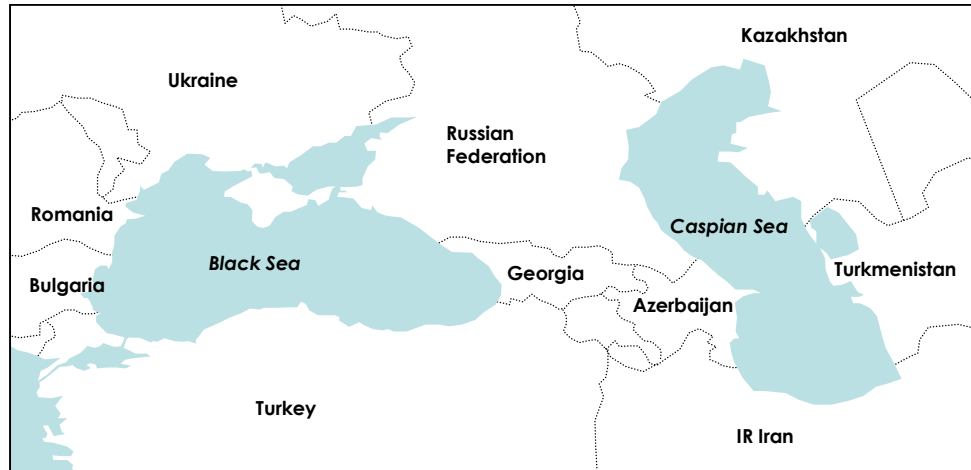 Kazakhstan
Ukraine
Russian
Federation
Romania
Caspian Sea
Black Sea
Georgia
Turkmenistan
Bulgaria
Azerbaijan
Turkey
IR Iran